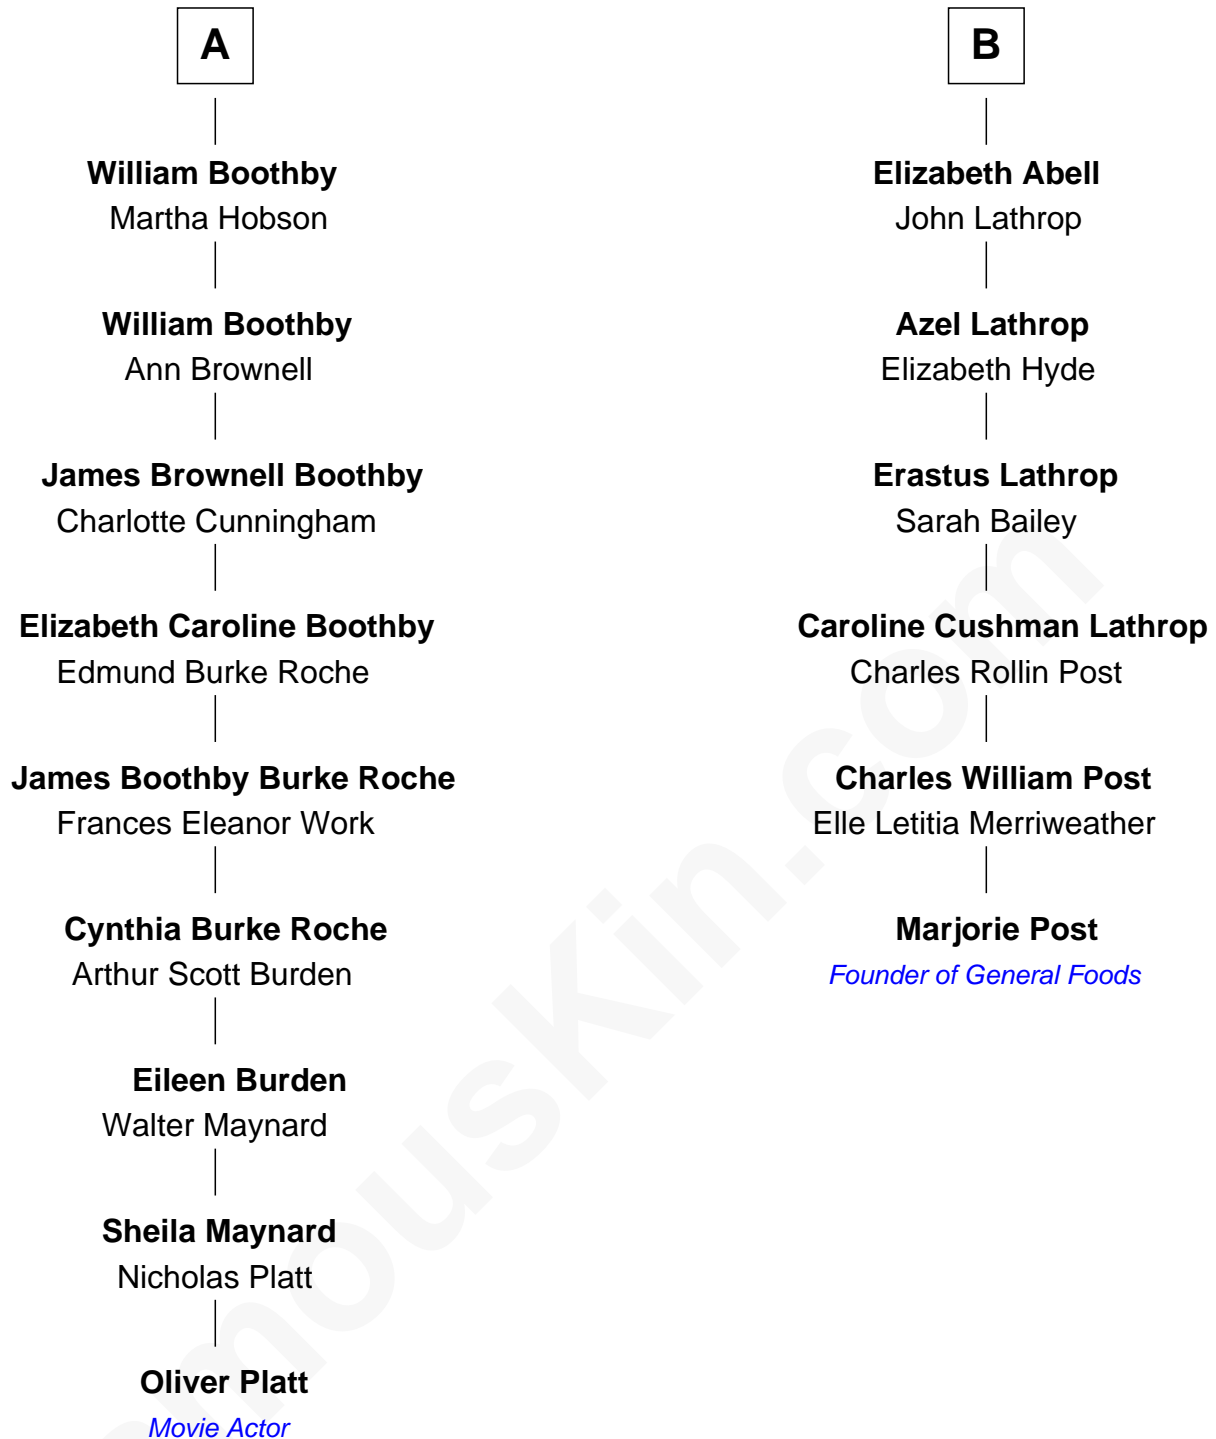 A
William Boothby
Martha Hobson
William Boothby
Ann Brownell
James Brownell Boothby
Charlotte Cunningham
Elizabeth Caroline Boothby
Edmund Burke Roche
James Boothby Burke Roche
Frances Eleanor Work
Cynthia Burke Roche
Arthur Scott Burden
Eileen Burden
Walter Maynard
Sheila Maynard
Nicholas Platt
Oliver Platt
Movie Actor
B
Elizabeth Abell
John Lathrop
Azel Lathrop
Elizabeth Hyde
Erastus Lathrop
Sarah Bailey
Caroline Cushman Lathrop
Charles Rollin Post
Charles William Post
Elle Letitia Merriweather
Marjorie Post
Founder of General Foods
mouskin.com